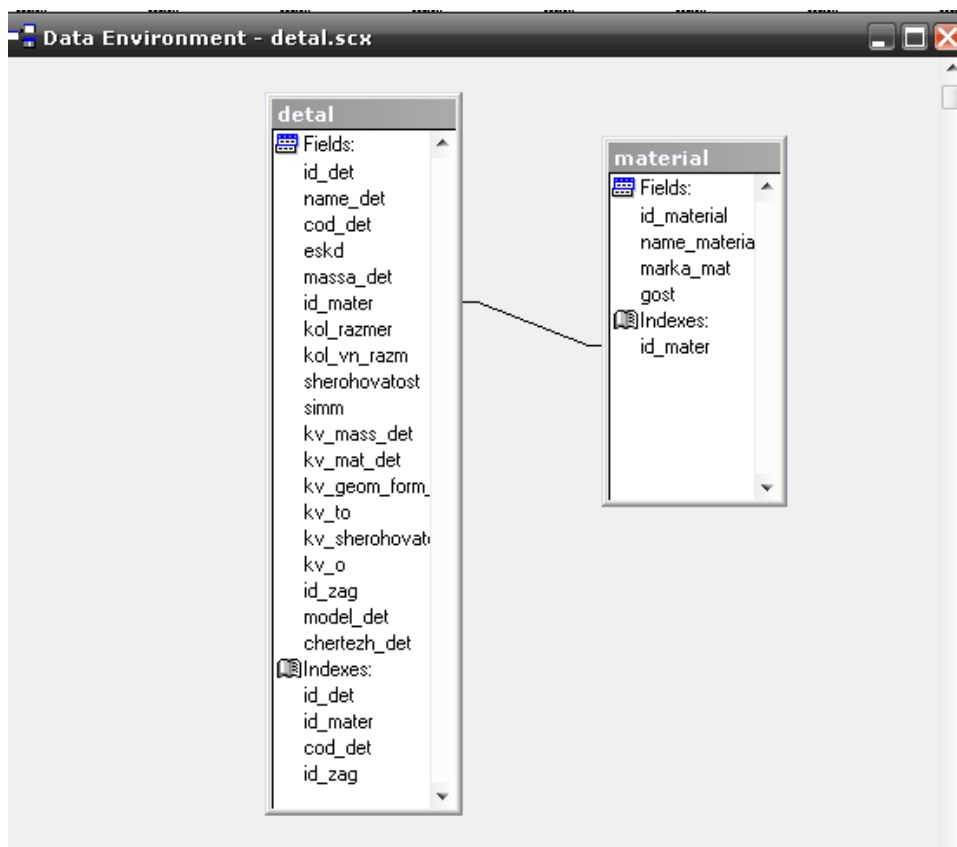 Data Environment - detal.scx
detal
Fields:
id_det
name_det
cod_det
eskd
massa_det
id_mater
kol_razmer
kol_vn_razm
sherohovatost
simm
kv_mass_det
kv_mat_det
kv_geom_form_
kv_to
kv_sherohovat
kv_o
id_zag
model_det
chertezh_det
Indexes:
id_det
id_mater
cod_det
id_zag
material
Fields:
id_material
name_materia
marka_mat
gost
Indexes:
id_mater